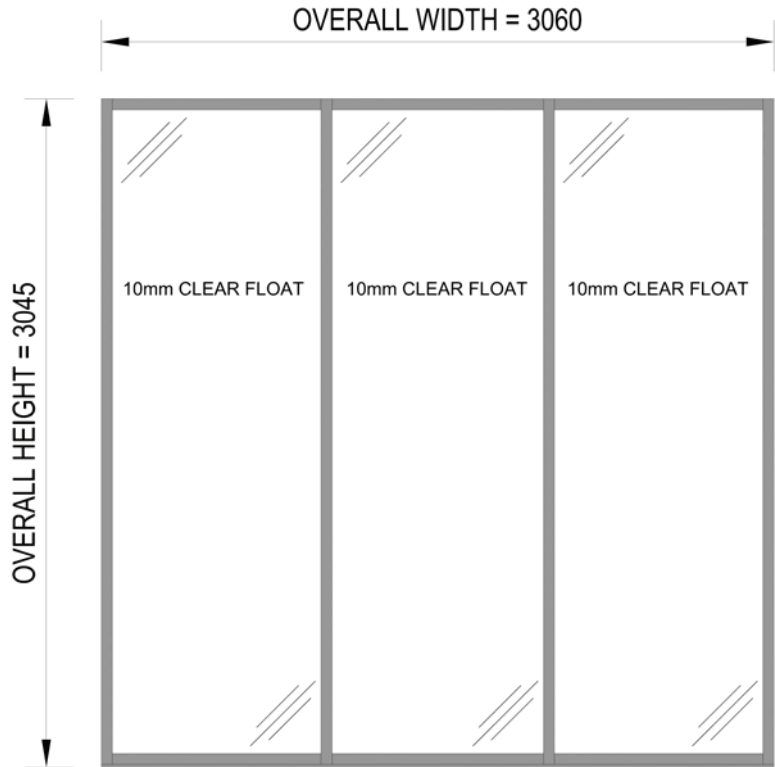 OVERALL WIDTH = 3060
OVERALL HEIGHT = 3045
10mm CLEAR FLOAT
10mm CLEAR FLOAT
10mm CLEAR FLOAT